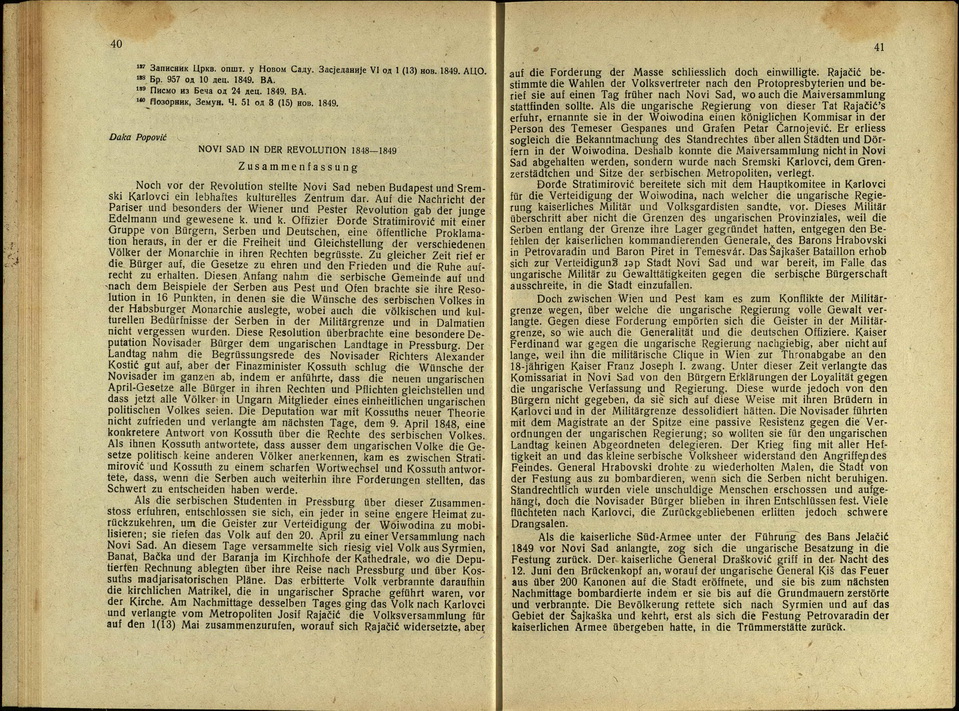 40
¹³⁷ Записник Цркв. општ. у Новом Саду. Засједаније VI од 1 (13) нов. 1849. АЦО.
¹³⁸ Бр. 957 од 10 дец. 1849. ВА.
¹³⁹ Писмо из Беча од 24 дец. 1849. ВА.
¹⁴⁰ Позорник, Земун. Ч. 51 од 3 (15) нов. 1849.
Daka Popović
NOVI SAD IN DER REVOLUTION 1848—1849
Zusammenfassung
Noch vor der Revolution stellte Novi Sad neben Budapest und Srem-
ski Karlovci ein lebhaftes kulturelles Zentrum dar. Auf die Nachricht der
Pariser und besonders der Wiener und Pester Revolution gab der junge
Edelmann und gewesene k. und k. Offizier Đorđe Stratimirović mit einer
Gruppe von Bürgern, Serben und Deutschen, eine öffentliche Proklama-
tion heraus, in der er die Freiheit und Gleichstellung der verschiedenen
Völker der Monarchie in ihren Rechten begrüsste. Zu gleicher Zeit rief er
die Bürger auf, die Gesetze zu ehren und den Frieden und die Ruhe auf-
recht zu erhalten. Diesen Anfang nahm die serbische Gemeinde auf und
nach dem Beispiele der Serben aus Pest und Ofen brachte sie ihre Reso-
lution in 16 Punkten, in denen sie die Wünsche des serbischen Volkes in
der Habsburger Monarchie auslegte, wobei auch die völkischen und kul-
turellen Bedürfnisse der Serben in der Militärgrenze und in Dalmatien
nicht vergessen wurden. Diese Resolution überbrachte eine besondere De-
putation Novisader Bürger dem ungarischen Landtage in Pressburg. Der
Landtag nahm die Begrüssungsrede des Novisader Richters Alexander
Kostić gut auf, aber der Finazminister Kossuth schlug die Wünsche der
Novisader im ganzen ab, indem er anführte, dass die neuen ungarischen
April-Gesetze alle Bürger in ihren Rechten und Pflichten gleichstellen und
dass jetzt alle Völker in Ungarn Mitglieder eines einheitlichen ungarischen
politischen Volkes seien. Die Deputation war mit Kossuths neuer Theorie
nicht zufrieden und verlangte am nächsten Tage, dem 9. April 1848, eine
konkretere Antwort von Kossuth über die Rechte des serbischen Volkes.
Als ihnen Kossuth antwortete, dass ausser dem ungarischen Volke die Ge-
setze politisch keine anderen Völker anerkennen, kam es zwischen Strati-
mirović und Kossuth zu einem scharfen Wortwechsel und Kossuth antwor-
tete, dass, wenn die Serben auch weiterhin ihre Forderungen stellten, das
Schwert zu entscheiden haben werde.
Als die serbischen Studenten in Pressburg über dieser Zusammen-
stoss erfuhren, entschlossen sie sich, ein jeder in seine engere Heimat zu-
rückzukehren, um die Geister zur Verteidigung der Woiwodina zu mobi-
lisieren; sie riefen das Volk auf den 20. April zu einer Versammlung nach
Novi Sad. An diesem Tage versammelte sich riesig viel Volk aus Syrmien,
Banat, Bačka und der Baranja im Kirchhofe der Kathedrale, wo die Depu-
tierten Rechnung ablegten über ihre Reise nach Pressburg und über Kos-
suths madjarisatorischen Pläne. Das erbitterte Volk verbrannte daraufhin
die kirchlichen Matrikel, die in ungarischer Sprache geführt waren, vor
der Kirche. Am Nachmittage desselben Tages ging das Volk nach Karlovci
und verlangte vom Metropoliten Josif Rajačić die Volksversammlung für
auf den 1(13) Mai zusammenzurufen, worauf sich Rajačić widersetzte, aber
41
auf die Forderung der Masse schliesslich doch einwilligte. Rajačić be-
stimmte die Wahlen der Volksvertreter nach den Protopresbyterien und be-
rief sie auf einen Tag früher nach Novi Sad, wo auch die Maiversammlung
stattfinden sollte. Als die ungarische Regierung von dieser Tat Rajačić's
erfuhr, ernannte sie in der Woiwodina einen königlichen Kommisar in der
Person des Temeser Gespanes und Grafen Petar Čarnojević. Er erliess
sogleich die Bekanntmachung des Standrechtes über allen Städten und Dör-
fern in der Woiwodina. Deshalb konnte die Maiversammlung nicht in Novi
Sad abgehalten werden, sondern wurde nach Sremski Karlovci, dem Gren-
zerstädtchen und Sitze der serbischen Metropoliten, verlegt.
Đorđe Stratimirović bereitete sich mit dem Hauptkomitee in Karlovci
für die Verteidigung der Woiwodina, nach welcher die ungarische Regie-
rung kaiserliches Militär und Volksgardisten sandte, vor. Dieses Militär
überschritt aber nicht die Grenzen des ungarischen Provinziales, weil die
Serben entlang der Grenze ihre Lager gegründet hatten, entgegen den Be-
fehlen der kaiserlichen kommandierenden Generale, des Barons Hrabovski
in Petrovaradin und Baron Piret in Temesvár. Das Šajkašer Bataillon erhob
sich zur Verteidigung der Stadt Novi Sad und war bereit, im Falle das
ungarische Militär zu Gewalttätigkeiten gegen die serbische Bürgerschaft
ausschreite, in die Stadt einzufallen.
Doch zwischen Wien und Pest kam es zum Konflikte der Militär-
grenze wegen, über welche die ungarische Regierung volle Gewalt ver-
langte. Gegen diese Forderung empörten sich die Geister in der Militär-
grenze, so wie auch die Generalität und die deutschen Offiziere. Kaiser
Ferdinand war gegen die ungarische Regierung nachgiebig, aber nicht auf
lange, weil ihn die militärische Clique in Wien zur Thronabgabe an den
18-jährigen Kaiser Franz Joseph I. zwang. Unter dieser Zeit verlangte das
Komissariat in Novi Sad von den Bürgern Erklärungen der Loyalität gegen
die ungarische Verfassung und Regierung. Diese wurde jedoch von den
Bürgern nicht gegeben, da sie sich auf diese Weise mit ihren Brüdern in
Karlovci und in der Militärgrenze dessolidiert hätten. Die Novisader führten
mit dem Magistrate an der Spitze eine passive Resistenz gegen die Ver-
ordnungen der ungarischen Regierung; so wollten sie für den ungarischen
Landtag keinen Abgeordneten delegieren. Der Krieg fing mit aller Hef-
tigkeit an und das kleine serbische Volksheer widerstand den Angriffen des
Feindes. General Hrabovski drohte zu wiederholten Malen, die Stadt von
der Festung aus zu bombardieren, wenn sich die Serben nicht beruhigen.
Standrechtlich wurden viele unschuldige Menschen erschossen und aufge-
hängt, doch die Novisader Bürger blieben in ihren Entschlüssen fest. Viele
flüchteten nach Karlovci, die Zurückgebliebenen erlitten jedoch schwere
Drangsalen.
Als die kaiserliche Süd-Armee unter der Führung des Bans Jelačić
1849 vor Novi Sad anlangte, zog sich die ungarische Besatzung in die
Festung zurück. Der kaiserliche General Drašković griff in der Nacht des
12. Juni den Brückenkopf an, worauf der ungarische General Kiš das Feuer
aus über 200 Kanonen auf die Stadt eröffnete, und sie bis zum nächsten
Nachmittage bombardierte indem er sie bis auf die Grundmauern zerstörte
und verbrannte. Die Bevölkerung rettete sich nach Syrmien und auf das
Gebiet der Šajkaška und kehrt, erst als sich die Festung Petrovaradin der
kaiserlichen Armee übergeben hatte, in die Trümmerstätte zurück.